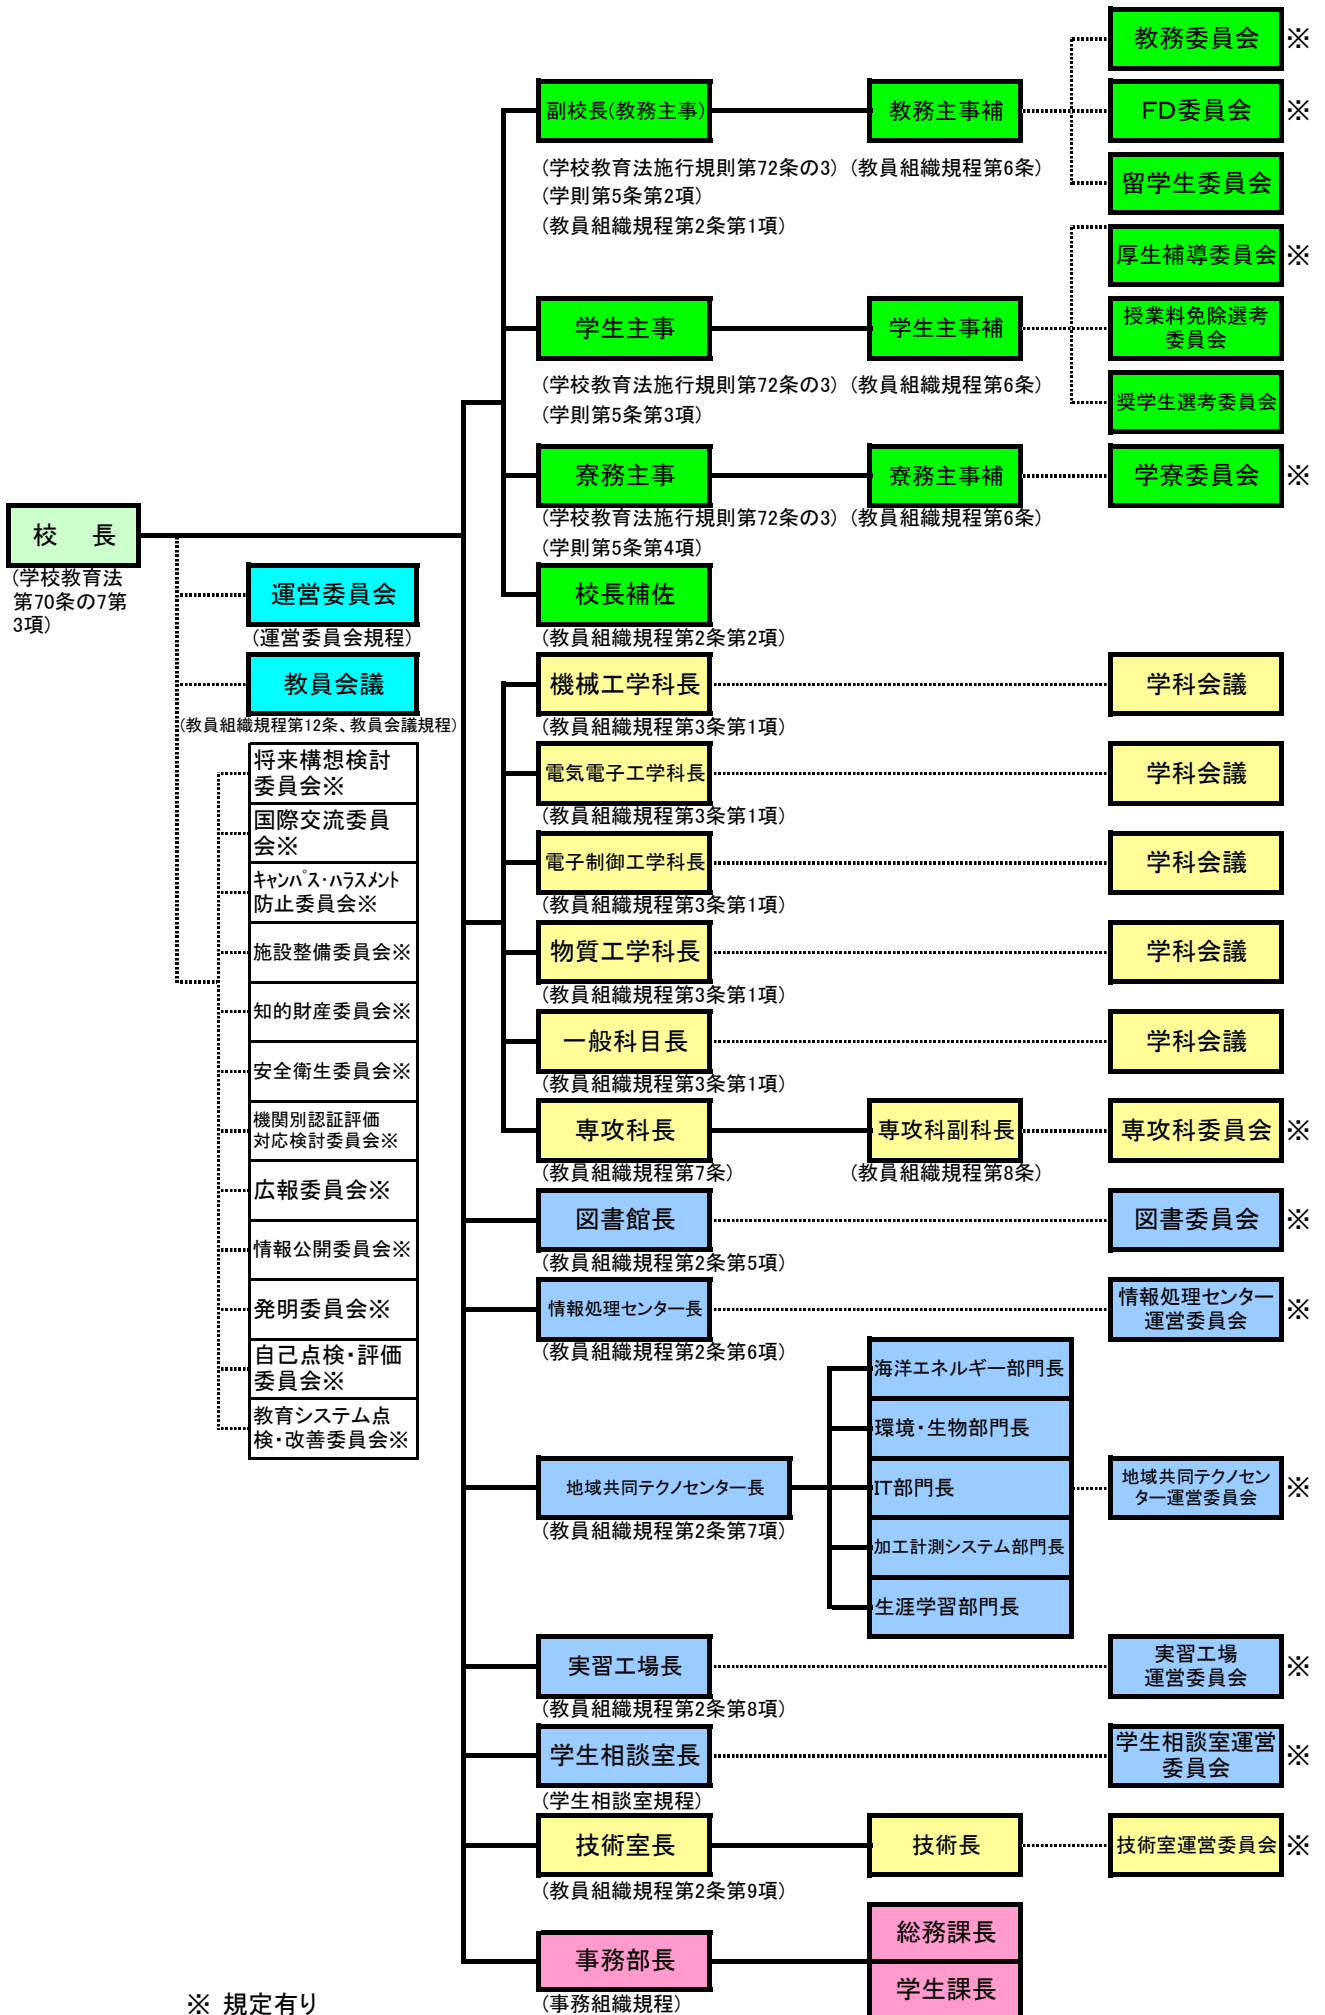 教務委員会 ※
副校長(教務主事) 教務主事補 FD委員会 ※
(学校教育法施行規則第72条の3) (教員組織規程第6条)
留学生委員会
(学則第5条第2項)
(教員組織規程第2条第1項)
厚生補導委員会 ※
学生主事 学生主事補
授業料免除選考
委員会
(学校教育法施行規則第72条の3) (教員組織規程第6条)
(学則第5条第3項)
奨学生選考委員会
寮務主事 寮務主事補 学寮委員会 ※
(学校教育法施行規則第72条の3) (教員組織規程第6条)
(学則第5条第4項)
校 長
(学校教育法
第70条の7第
3項)
運営委員会
(運営委員会規程)
校長補佐
(教員組織規程第2条第2項)
教員会議
(教員組織規程第12条、教員会議規程)
機械工学科長 学科会議
(教員組織規程第3条第1項)
電気電子工学科長 学科会議
(教員組織規程第3条第1項)
電子制御工学科長 学科会議
(教員組織規程第3条第1項)
物質工学科長 学科会議
(教員組織規程第3条第1項)
一般科目長 学科会議
(教員組織規程第3条第1項)
専攻科長 専攻科副科長 専攻科委員会 ※
(教員組織規程第7条) (教員組織規程第8条)
将来構想検討
委員会※
国際交流委員
会※
キャンパス・ハラスメント
防止委員会※
施設整備委員会※
知的財産委員会※
安全衛生委員会※
機関別認証評価
対応検討委員会※
広報委員会※
情報公開委員会※
発明委員会※
自己点検・評価
委員会※
教育システム点
検・改善委員会※
図書館長 図書委員会 ※
(教員組織規程第2条第5項)
情報処理センター長
情報処理センター
運営委員会
※
(教員組織規程第2条第6項)
海洋エネルギー部門長
環境・生物部門長
地域共同テクノセンター長
(教員組織規程第2条第7項)
IT部門長
地域共同テクノセン
ター運営委員会
※
加工計測システム部門長
生涯学習部門長
実習工場長
実習工場
運営委員会
※
(教員組織規程第2条第8項)
学生相談室長
学生相談室運営
委員会
※
(学生相談室規程)
技術室長 技術長 技術室運営委員会 ※
(教員組織規程第2条第9項)
事務部長
総務課長
学生課長
(事務組織規程)
※ 規定有り